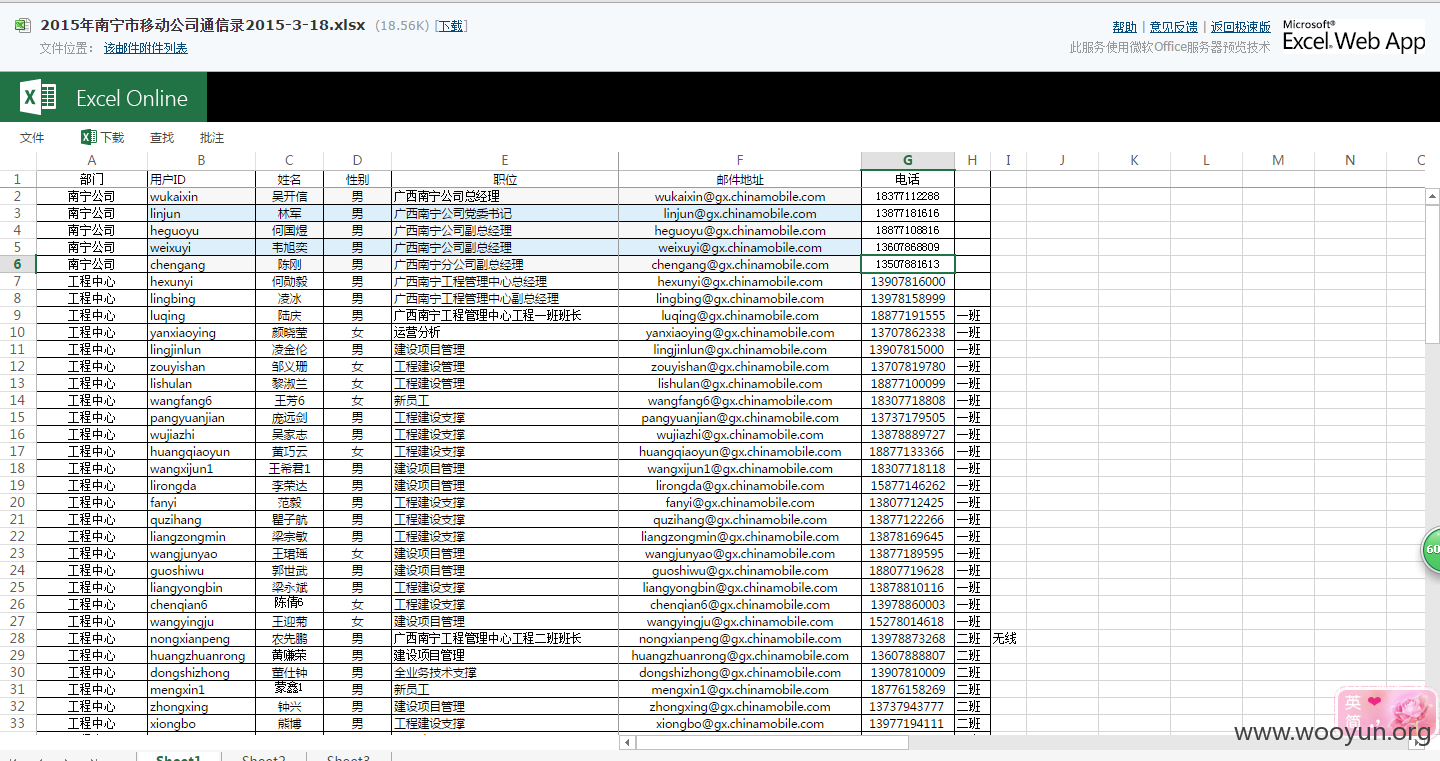 2015年南宁市移动公司通信录2015-3-18.xlsx (18.56K) [下载]
文件位置： 该邮件附件列表
帮助 | 意见反馈 | 返回极速版
此服务使用微软Office服务器预览技术
Microsoft®
Excel Web App
Excel Online
文件 下载 查找 批注
A B C D E F G H I J K L M N
1 部门 用户ID 姓名 性别 职位 邮件地址 电话
2 南宁公司 wukaixin 吴开信 男 广西南宁公司总经理 wukaixin@gx.chinamobile.com 18377112288
3 南宁公司 linjun 林军 男 广西南宁公司党委书记 linjun@gx.chinamobile.com 13877181616
4 南宁公司 heguoyu 何国煜 男 广西南宁公司副总经理 heguoyu@gx.chinamobile.com 18877108816
5 南宁公司 weixuyi 韦旭奕 男 广西南宁公司副总经理 weixuyi@gx.chinamobile.com 13607868809
6 南宁公司 chengang 陈刚 男 广西南宁分公司副总经理 chengang@gx.chinamobile.com 13507881613
7 工程中心 hexunyi 何勋毅 男 广西南宁工程管理中心总经理 hexunyi@gx.chinamobile.com 13907816000
8 工程中心 lingbing 凌冰 男 广西南宁工程管理中心副总经理 lingbing@gx.chinamobile.com 13978158999
9 工程中心 luqing 陆庆 男 广西南宁工程管理中心工程一班班长 luqing@gx.chinamobile.com 18877191555 一班
10 工程中心 yanxiaoying 颜晓莹 女 运营分析 yanxiaoying@gx.chinamobile.com 13707862338 一班
11 工程中心 lingjinlun 凌金伦 男 建设项目管理 lingjinlun@gx.chinamobile.com 13907815000 一班
12 工程中心 zouyishan 邹义珊 女 工程建设管理 zouyishan@gx.chinamobile.com 13707819780 一班
13 工程中心 lishulan 黎淑兰 女 工程建设管理 lishulan@gx.chinamobile.com 18877100099 一班
14 工程中心 wangfang6 王芳6 女 新员工 wangfang6@gx.chinamobile.com 18307718808 一班
15 工程中心 pangyuanjian 庞远剑 男 工程建设支撑 pangyuanjian@gx.chinamobile.com 13737179505 一班
16 工程中心 wujiazhi 吴家志 男 工程建设支撑 wujiazhi@gx.chinamobile.com 13878889727 一班
17 工程中心 huangqiaoyun 黄巧云 女 工程建设支撑 huangqiaoyun@gx.chinamobile.com 18877133366 一班
18 工程中心 wangxijun1 王希君1 男 建设项目管理 wangxijun1@gx.chinamobile.com 18307718118 一班
19 工程中心 lirongda 李荣达 男 建设项目管理 lirongda@gx.chinamobile.com 15877146262 一班
20 工程中心 fanyi 范毅 男 工程建设支撑 fanyi@gx.chinamobile.com 13807712425 一班
21 工程中心 quzihang 瞿子航 男 工程建设支撑 quzihang@gx.chinamobile.com 13877122266 一班
22 工程中心 liangzongmin 梁宗敏 男 工程建设支撑 liangzongmin@gx.chinamobile.com 13878169645 一班
23 工程中心 wangjunyao 王珺瑶 女 建设项目管理 wangjunyao@gx.chinamobile.com 13877189595 一班
24 工程中心 guoshiwu 郭世武 男 建设项目管理 guoshiwu@gx.chinamobile.com 18807719628 一班
25 工程中心 liangyongbin 梁永斌 男 工程建设支撑 liangyongbin@gx.chinamobile.com 13878810116 一班
26 工程中心 chenqian6 陈倩6 女 工程建设支撑 chenqian6@gx.chinamobile.com 13978860003 一班
27 工程中心 wangyingju 王迎菊 女 建设项目管理 wangyingju@gx.chinamobile.com 15278014618 一班
28 工程中心 nongxianpeng 农先鹏 男 广西南宁工程管理中心工程二班班长 nongxianpeng@gx.chinamobile.com 13978873268 二班 无线
29 工程中心 huangzhuanrong 黄赚荣 男 建设项目管理 huangzhuanrong@gx.chinamobile.com 13607888807 二班
30 工程中心 dongshizhong 董仕钟 男 全业务技术支撑 dongshizhong@gx.chinamobile.com 13907810009 二班
31 工程中心 mengxin1 蒙鑫1 男 新员工 mengxin1@gx.chinamobile.com 18776158269 二班
32 工程中心 zhongxing 钟兴 男 建设项目管理 zhongxing@gx.chinamobile.com 13737943777 二班
33 工程中心 xiongbo 熊博 男 工程建设支撑 xiongbo@gx.chinamobile.com 13977194111 二班
60
英
简
www.wooyun.org
Sheet1 Sheet2 Sheet3